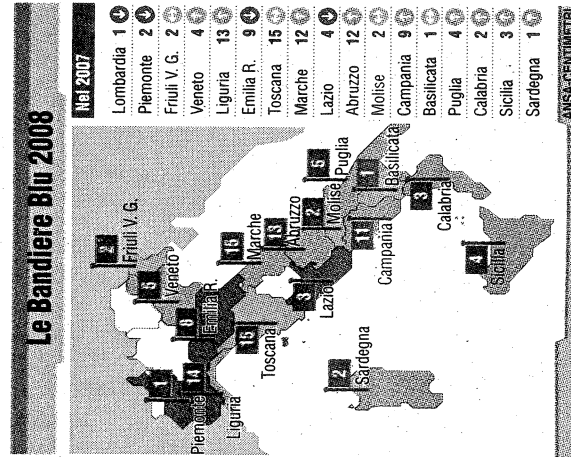 Le Bandiere Blu 2008
2
Friuli V. G.
5
Veneto
Emilia R.
1
Piemonte
14
Liguria
15
Toscana
15
Marche
13
Abruzzo
2
Molise
3
Lazio
11
Campania
Puglia
1
Basilicata
3
Calabria
4
Sicilia
2
Sardegna
Nel 2007
Lombardia 1
Piemonte 2
Friuli V. G. 2
Veneto 4
Liguria 13
Emilia R. 9
Toscana 15
Marche 12
Lazio 4
Abruzzo 12
Molise 2
Campania 9
Basilicata 1
Puglia 4
Calabria 2
Sicilia 3
Sardegna 1
ANSA-CENTIMETRI